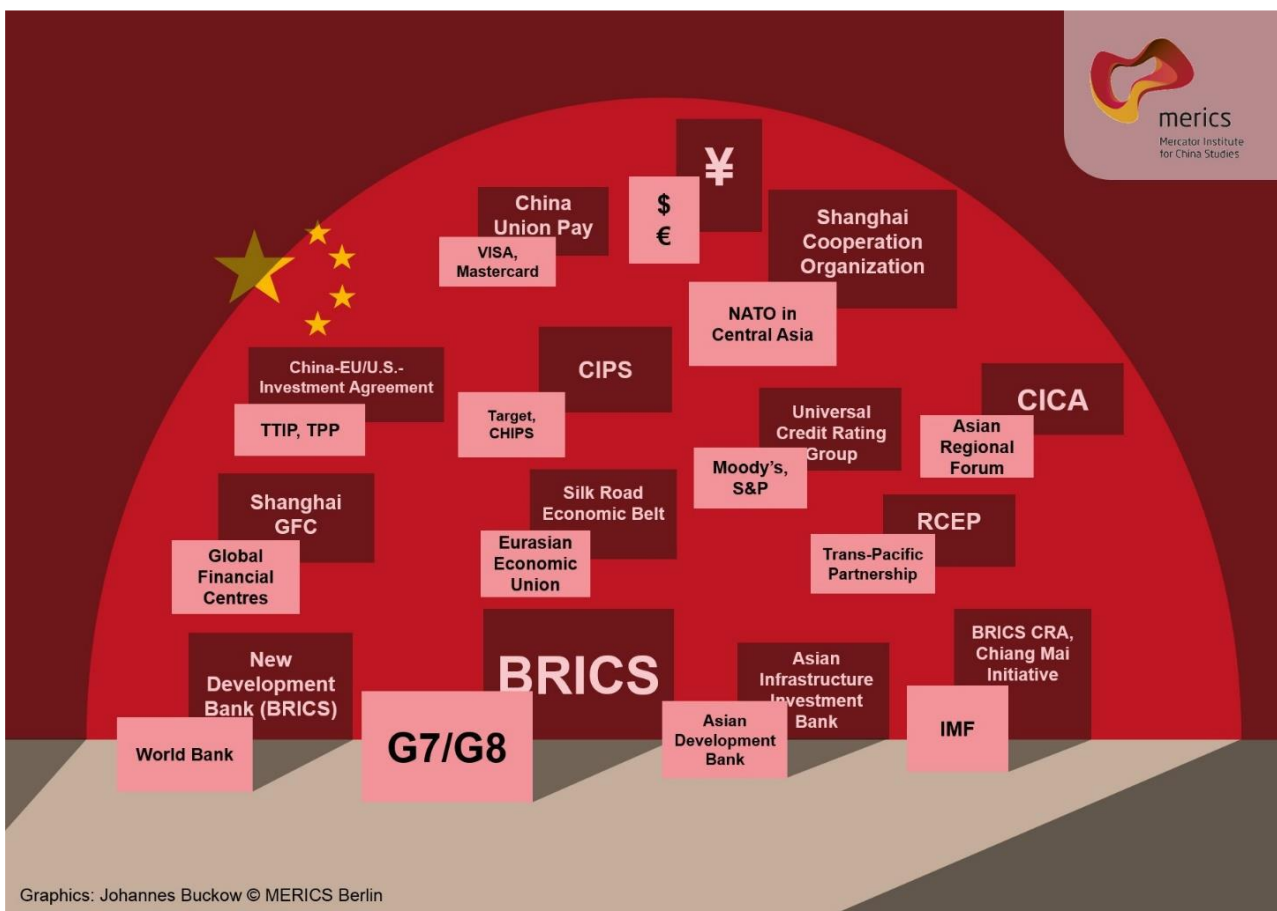 merics
Mercator Institute
for China Studies
¥
$
€
China
Union Pay
VISA,
Mastercard
Shanghai
Cooperation
Organization
NATO in
Central Asia
China-EU/U.S.-
Investment Agreement
TTIP, TPP
CIPS
Target,
CHIPS
Universal
Credit Rating
Group
Moody's,
S&P
CICA
Asian
Regional
Forum
Shanghai
GFC
Global
Financial
Centres
Silk Road
Economic Belt
Eurasian
Economic
Union
RCEP
Trans-Pacific
Partnership
New
Development
Bank (BRICS)
World Bank
BRICS
G7/G8
Asian
Infrastructure
Investment
Bank
Asian
Development
Bank
BRICS CRA,
Chiang Mai
Initiative
IMF
Graphics: Johannes Buckow © MERICS Berlin